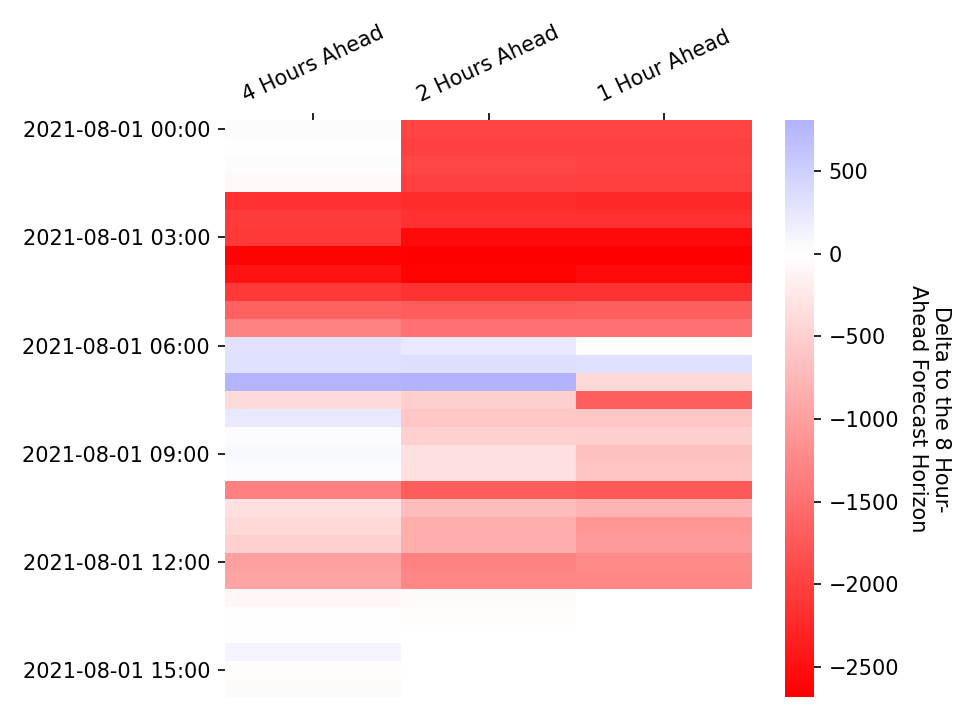 4 Hours Ahead
2 Hours Ahead
1 Hour Ahead
2021-08-01 00:00
2021-08-01 03:00
2021-08-01 06:00
2021-08-01 09:00
2021-08-01 12:00
2021-08-01 15:00
500
0
−500
−1000
−1500
−2000
−2500
Delta to the 8 Hour-
Ahead Forecast Horizon